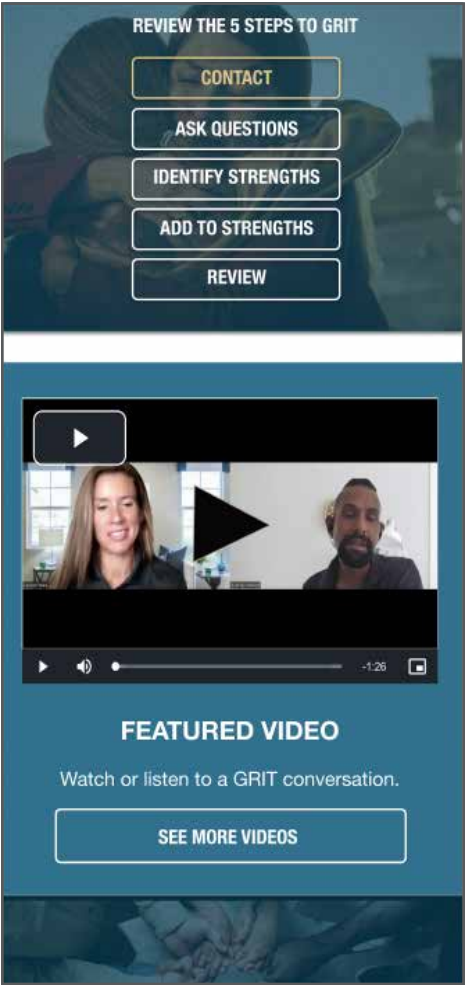 REVIEW THE 5 STEPS TO GRIT
CONTACT
ASK QUESTIONS
IDENTIFY STRENGTHS
ADD TO STRENGTHS
REVIEW
-1:26
FEATURED VIDEO
Watch or listen to a GRIT conversation.
SEE MORE VIDEOS